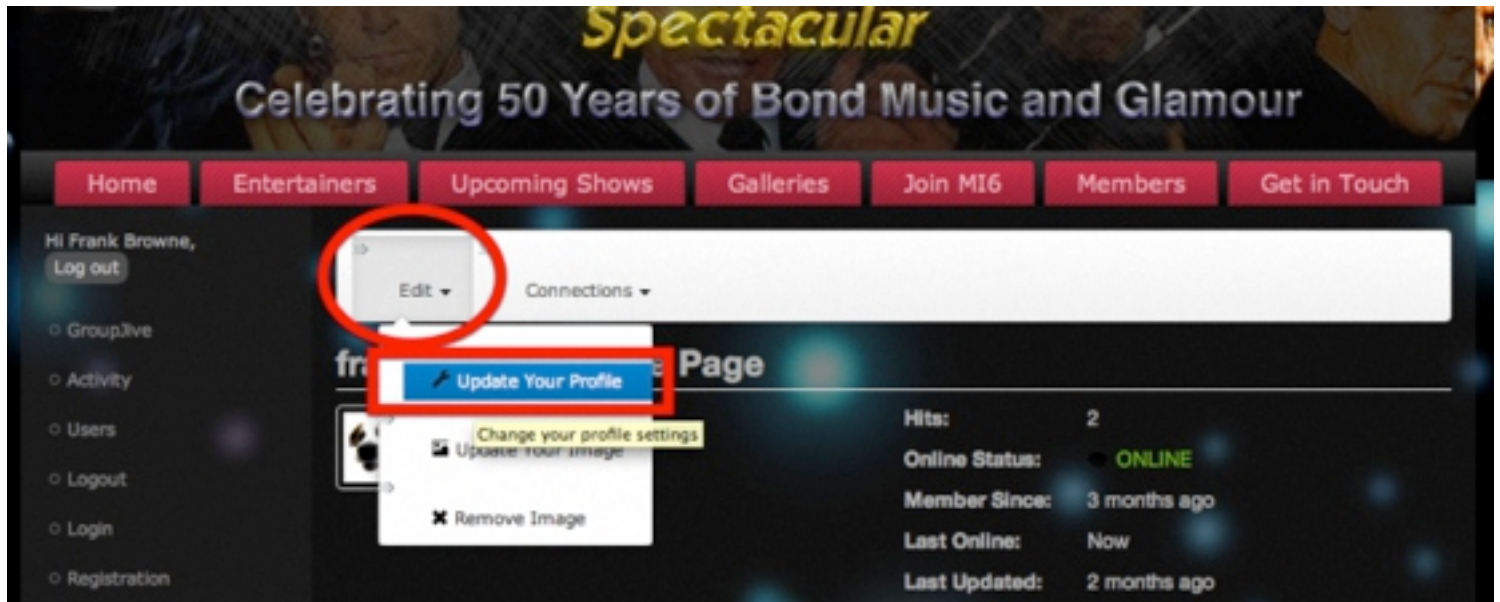 Spectacular
Celebrating 50 Years of Bond Music and Glamour
Home Entertainers Upcoming Shows Galleries Join MI6 Members Get in Touch
Hi Frank Browne,
Log out
Edit Connections
GroupJive
Activity
Users
Logout
Login
Registration
Page
Update Your Profile
Change your profile settings
Update Your Image
Remove Image
Hits: 2
Online Status: ONLINE
Member Since: 3 months ago
Last Online: Now
Last Updated: 2 months ago